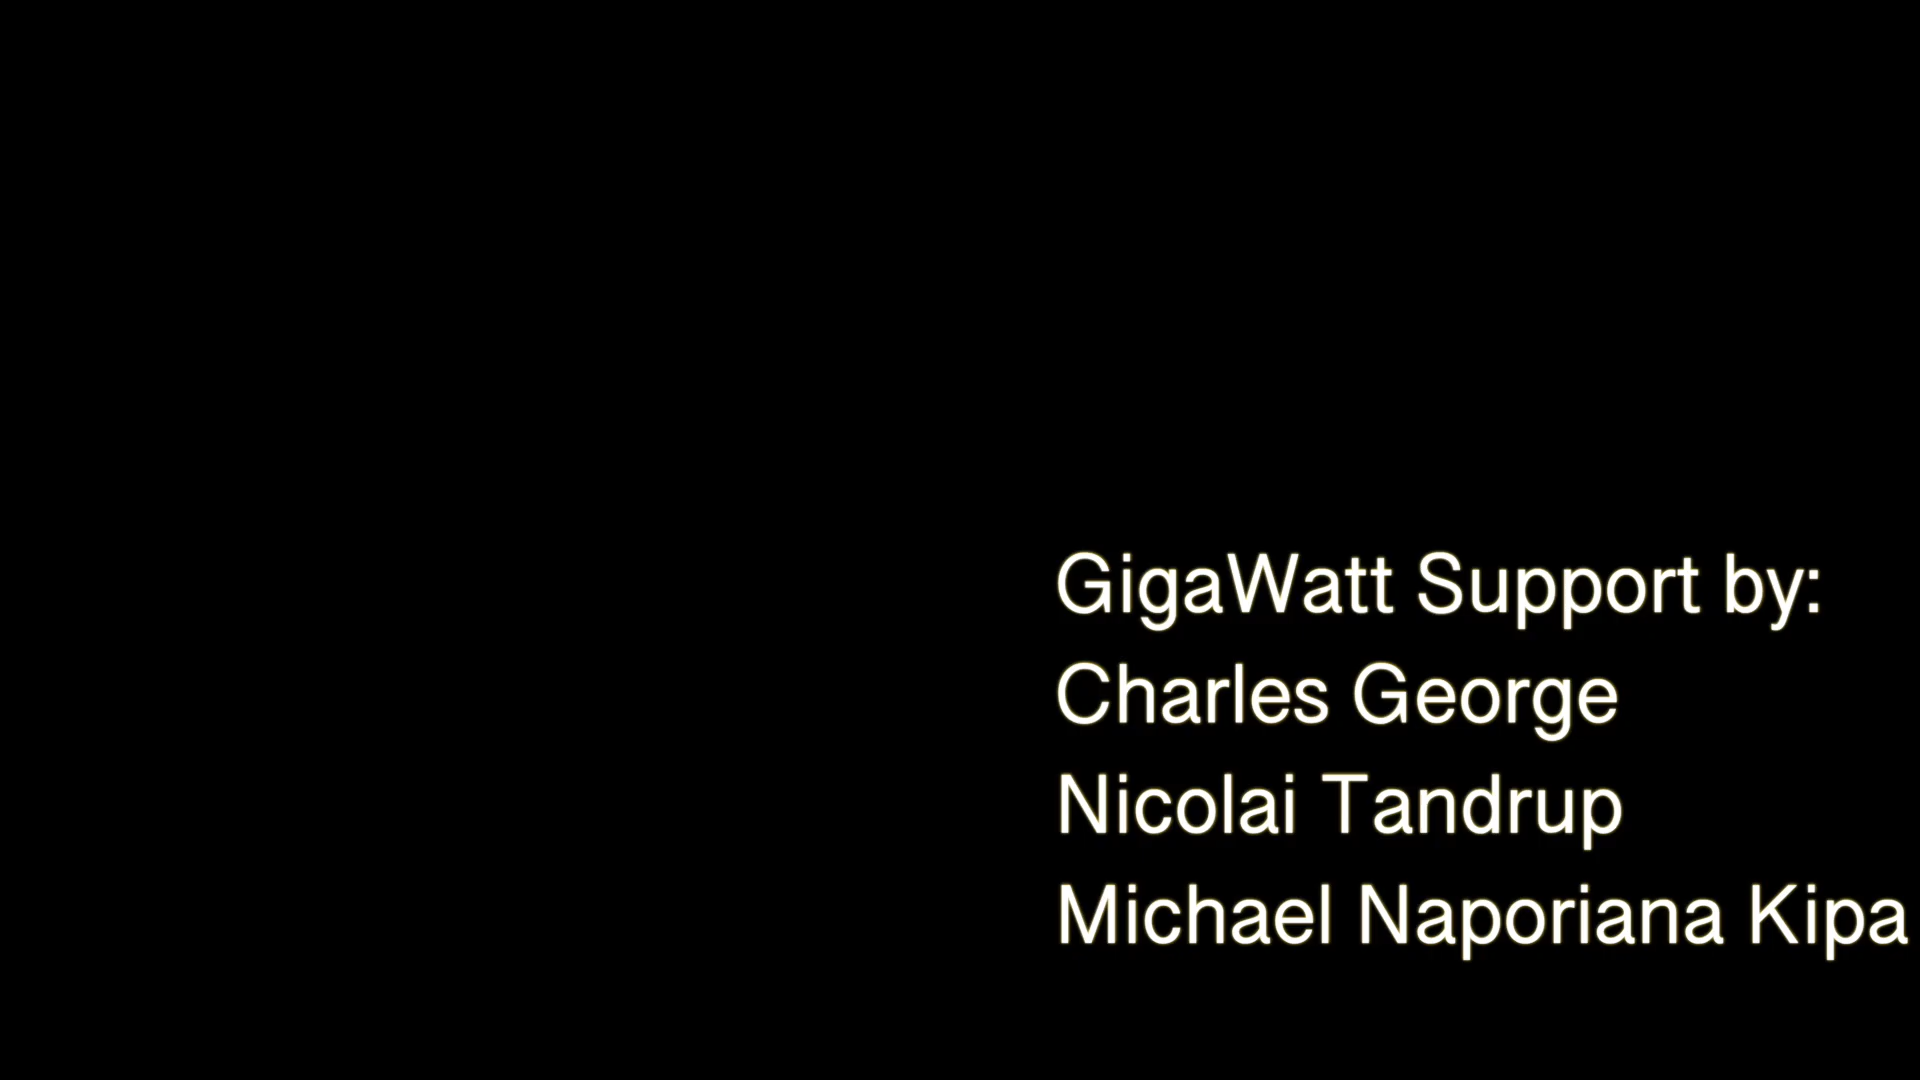 GigaWatt Support by:
Charles George
Nicolai Tandrup
Michael Naporiana Kipa